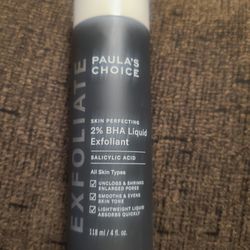 EXFOLIATE
PAULA'S
CHOICE
SKIN PERFECTING
2% BHA Liquid
Exfoliant
SALICYLIC ACID
All Skin Types
UNCLOGS & SHRINKS
ENLARGED PORES
SMOOTHS & EVENS
SKIN TONE
LIGHTWEIGHT LIQUID
ABSORBS QUICKLY
118 ml / 4 fl. oz.